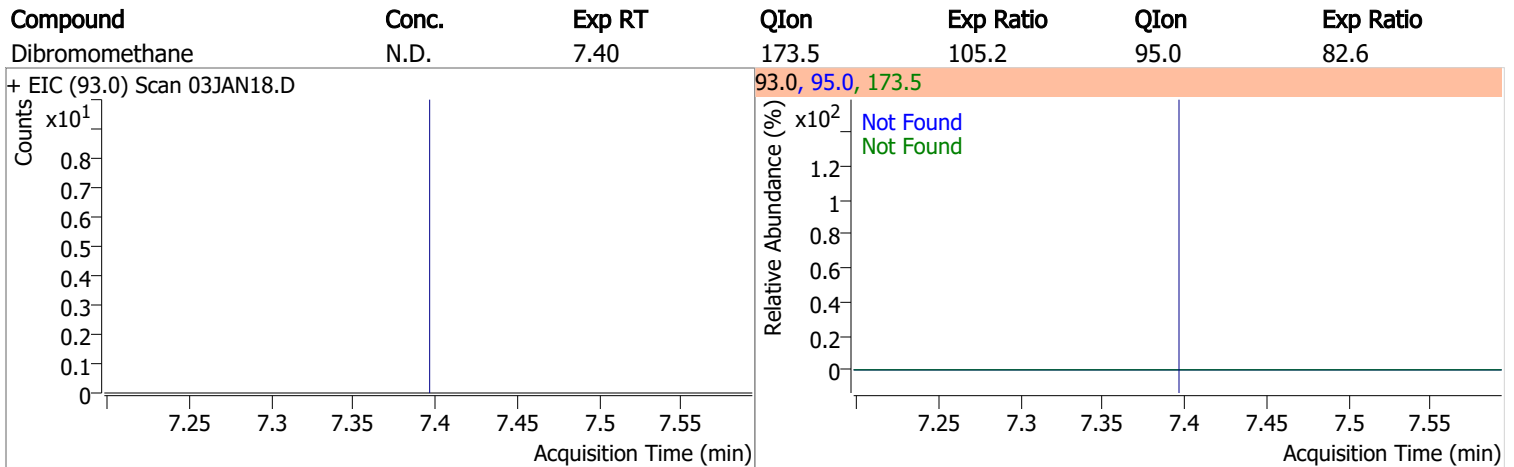 Compound Conc. Exp RT QIon Exp Ratio QIon Exp Ratio
Dibromomethane N.D. 7.40 173.5 105.2 95.0 82.6
+ EIC (93.0) Scan 03JAN18.D
Counts
x10¹
0.8
0.7
0.6
0.5
0.4
0.3
0.2
0.1
0
7.25 7.3 7.35 7.4 7.45 7.5 7.55
Acquisition Time (min)
93.0, 95.0, 173.5
Relative Abundance (%)
x10²
Not Found
Not Found
1.2
1
0.8
0.6
0.4
0.2
0
7.25 7.3 7.35 7.4 7.45 7.5 7.55
Acquisition Time (min)